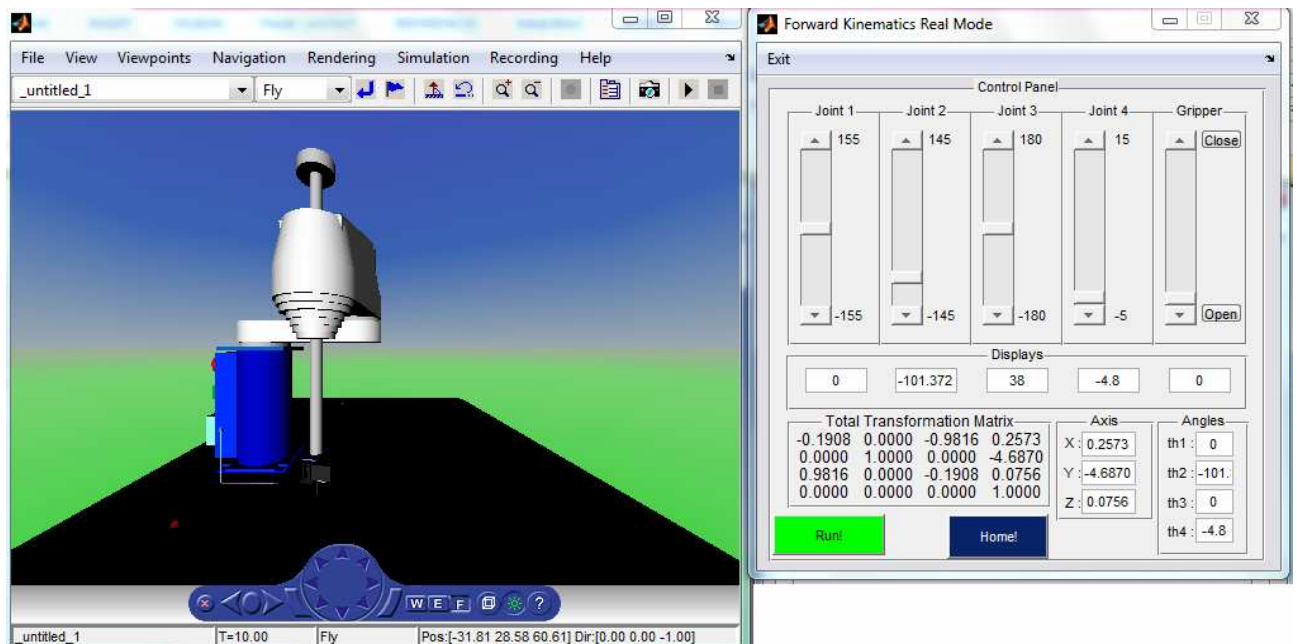 File View Viewpoints Navigation Rendering Simulation Recording Help
_untitled_1 Fly
_untitled_1 T=10.00 Fly Pos:[-31.81 28.58 60.61] Dir:[0.00 0.00 -1.00]
W E F ?
Forward Kinematics Real Mode
Exit
Control Panel
Joint 1 Joint 2 Joint 3 Joint 4 Gripper
155 145 180 15 Close
-155 -145 -180 -5 Open
Displays
0 -101.372 38 -4.8 0
Total Transformation Matrix
-0.1908 0.0000 -0.9816 0.2573
0.0000 1.0000 0.0000 -4.6870
0.9816 0.0000 -0.1908 0.0756
0.0000 0.0000 0.0000 1.0000
Axis
X : 0.2573
Y : -4.6870
Z : 0.0756
Angles
th1 : 0
th2 : -101.
th3 : 0
th4 : -4.8
Run!
Home!